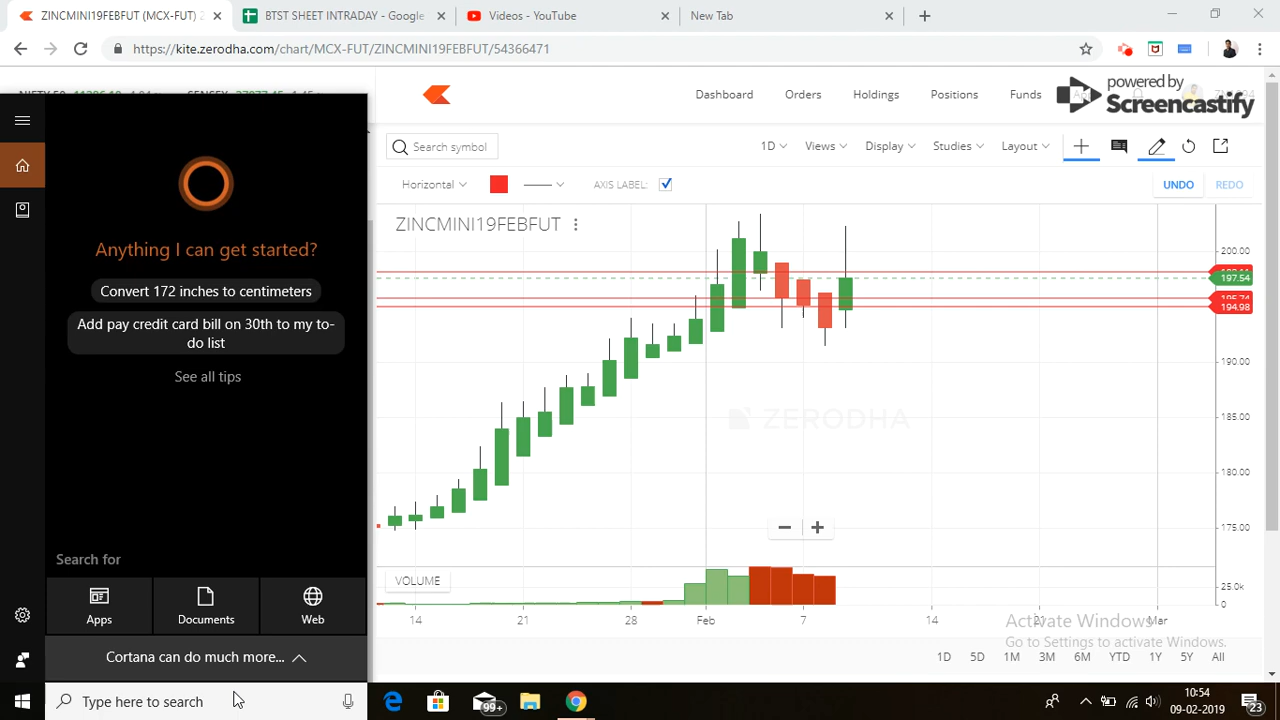 ZINCMINI19FEBFUT (MCX-FUT) 2
BTST SHEET INTRADAY - Google
Videos - YouTube
New Tab
https://kite.zerodha.com/chart/MCX-FUT/ZINCMINI19FEBFUT/54366471
Dashboard
Orders
Holdings
Positions
Funds
powered by
Screencastify
Search symbol
1D
Views
Display
Studies
Layout
Horizontal
AXIS LABEL:
UNDO
REDO
ZINCMINI19FEBFUT
200.00
197.54
194.98
190.00
185.00
180.00
175.00
ZERODHA
VOLUME
25.0k
0
14
21
28
Feb
7
14
21
Mar
Activate Windows
Go to Settings to activate Windows.
1D
5D
1M
3M
6M
YTD
1Y
5Y
All
Anything I can get started?
Convert 172 inches to centimeters
Add pay credit card bill on 30th to my to-
do list
See all tips
Search for
Apps
Documents
Web
Cortana can do much more...
Type here to search
99+
10:54
09-02-2019
23